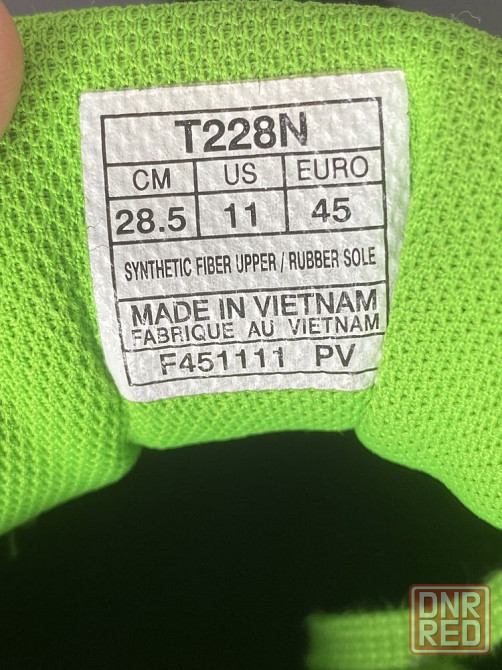 T228N
CM US EURO
28.5 11 45
SYNTHETIC FIBER UPPER / RUBBER SOLE
MADE IN VIETNAM
FABRIQUE AU VIETNAM
F451111 PV
DNR
RED